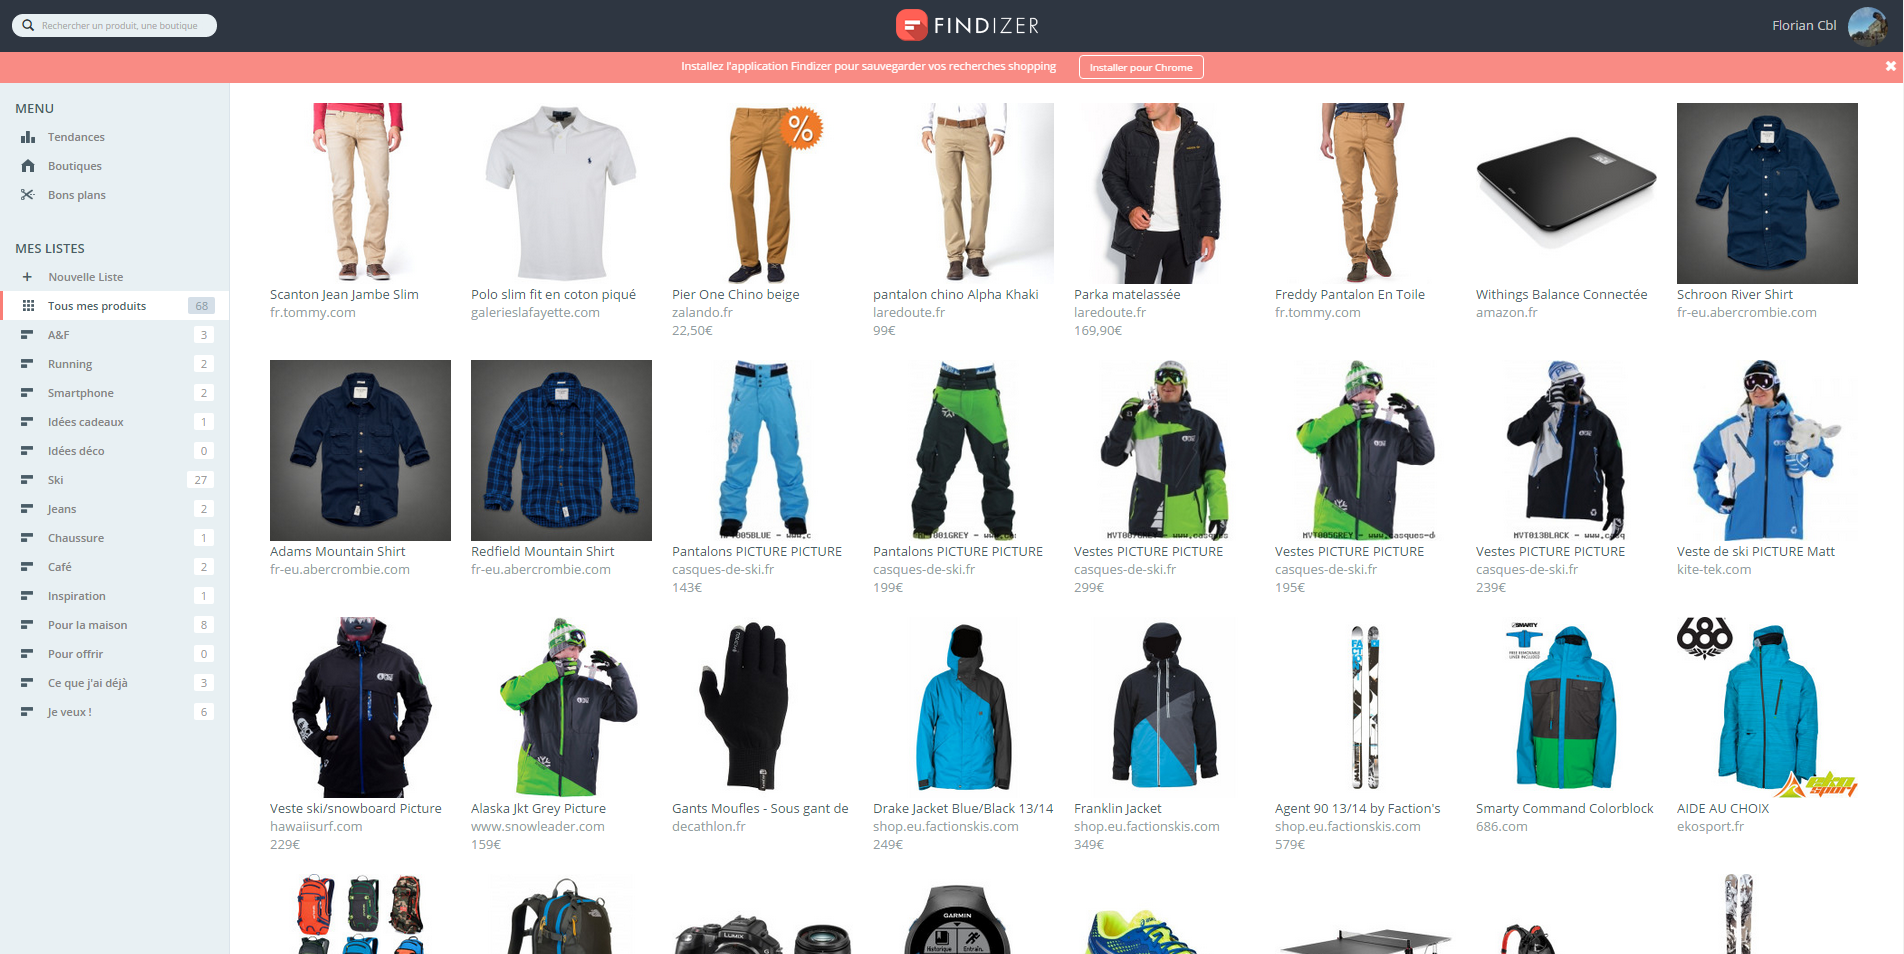 Rechercher un produit, une boutique
FINDIZER
Florian Cbl
Installez l'application Findizer pour sauvegarder vos recherches shopping
Installer pour Chrome
MENU
Tendances
Boutiques
Bons plans
MES LISTES
Nouvelle Liste
Tous mes produits 68
A&F 3
Running 2
Smartphone 2
Idées cadeaux 1
Idées déco 0
Ski 27
Jeans 2
Chaussure 1
Café 2
Inspiration 1
Pour la maison 8
Pour offrir 0
Ce que j'ai déjà 3
Je veux ! 6
%
Scanton Jean Jambe Slim
fr.tommy.com
Polo slim fit en coton piqué
galerieslafayette.com
Pier One Chino beige
zalando.fr
22,50€
pantalon chino Alpha Khaki
laredoute.fr
99€
Parka matelassée
laredoute.fr
169,90€
Freddy Pantalon En Toile
fr.tommy.com
Withings Balance Connectée
amazon.fr
Schroon River Shirt
fr-eu.abercrombie.com
Adams Mountain Shirt
fr-eu.abercrombie.com
Redfield Mountain Shirt
fr-eu.abercrombie.com
Pantalons PICTURE PICTURE
casques-de-ski.fr
143€
Pantalons PICTURE PICTURE
casques-de-ski.fr
199€
Vestes PICTURE PICTURE
casques-de-ski.fr
299€
Vestes PICTURE PICTURE
casques-de-ski.fr
195€
MVT013BLACK - www.casq
Vestes PICTURE PICTURE
casques-de-ski.fr
239€
Veste de ski PICTURE Matt
kite-tek.com
Veste ski/snowboard Picture
hawaiisurf.com
229€
Alaska Jkt Grey Picture
www.snowleader.com
159€
Gants Moufles - Sous gant de
decathlon.fr
Drake Jacket Blue/Black 13/14
shop.eu.factionskis.com
249€
Franklin Jacket
shop.eu.factionskis.com
349€
Agent 90 13/14 by Faction's
shop.eu.factionskis.com
579€
SMARTY
FREE REMOVABLE
LINER INCLUDED
Smarty Command Colorblock
686.com
686
eko
sport
AIDE AU CHOIX
ekosport.fr
LUMIX
GARMIN
Historique
Entraîn.